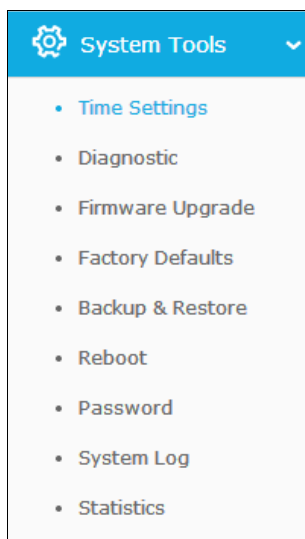 System Tools
Time Settings
Diagnostic
Firmware Upgrade
Factory Defaults
Backup & Restore
Reboot
Password
System Log
Statistics